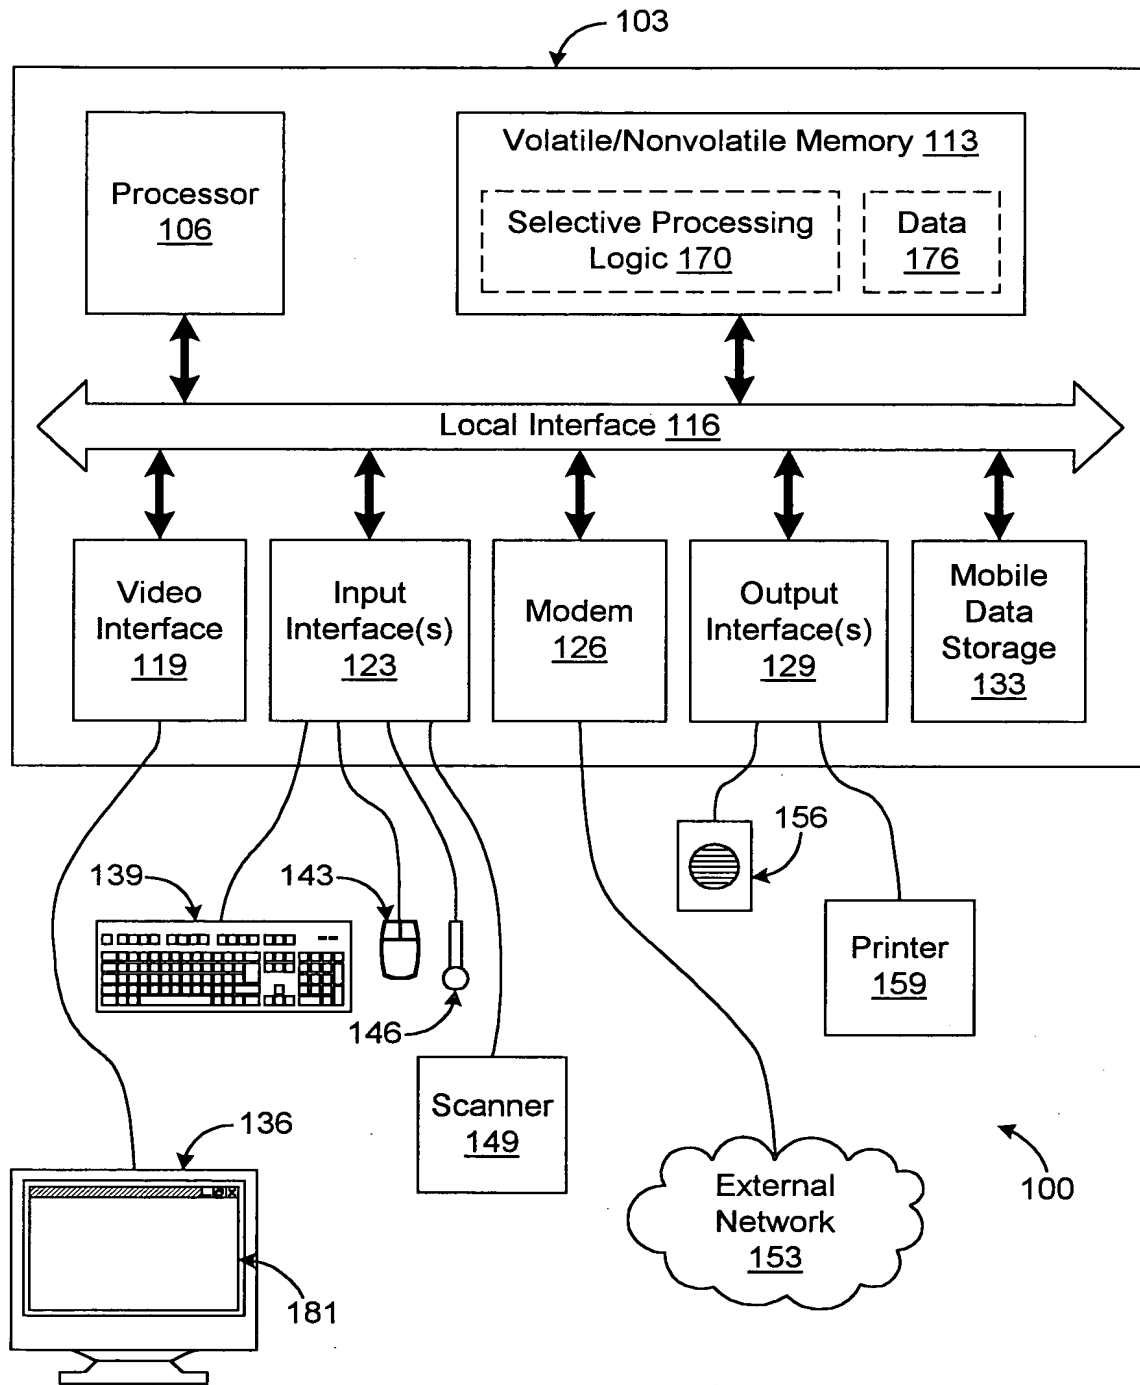 103
Processor
106
Volatile/Nonvolatile Memory 113
Selective Processing
Logic 170
Data
176
Local Interface 116
Video
Interface
119
Input
Interface(s)
123
Modem
126
Output
Interface(s)
129
Mobile
Data
Storage
133
139
143
146
156
Printer
159
Scanner
149
136
181
External
Network
153
100